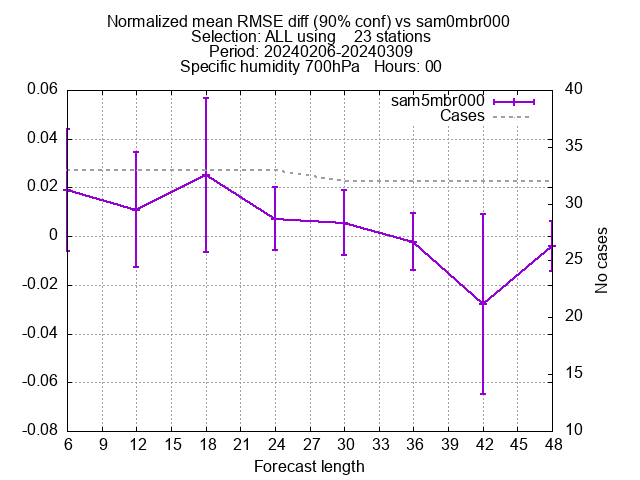 Normalized mean RMSE diff (90% conf) vs sam0mbr000
Selection: ALL using    23 stations
Period: 20240206-20240309
Specific humidity 700hPa   Hours: 00
sam5mbr000
Cases
0.06
0.04
0.02
0
-0.02
-0.04
-0.06
-0.08
40
35
30
25
20
15
10
No cases
6 9 12 15 18 21 24 27 30 33 36 39 42 45 48
Forecast length